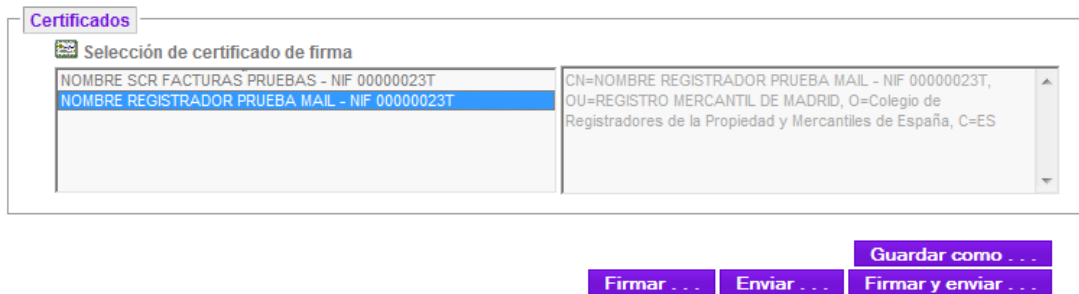 Certificados
Selección de certificado de firma
NOMBRE SCR FACTURAS PRUEBAS - NIF 00000023T
NOMBRE REGISTRADOR PRUEBA MAIL - NIF 00000023T
CN=NOMBRE REGISTRADOR PRUEBA MAIL - NIF 00000023T,
OU=REGISTRO MERCANTIL DE MADRID, O=Colegio de
Registradores de la Propiedad y Mercantiles de España, C=ES
Guardar como . . .
Firmar . . .
Enviar . . .
Firmar y enviar . . .